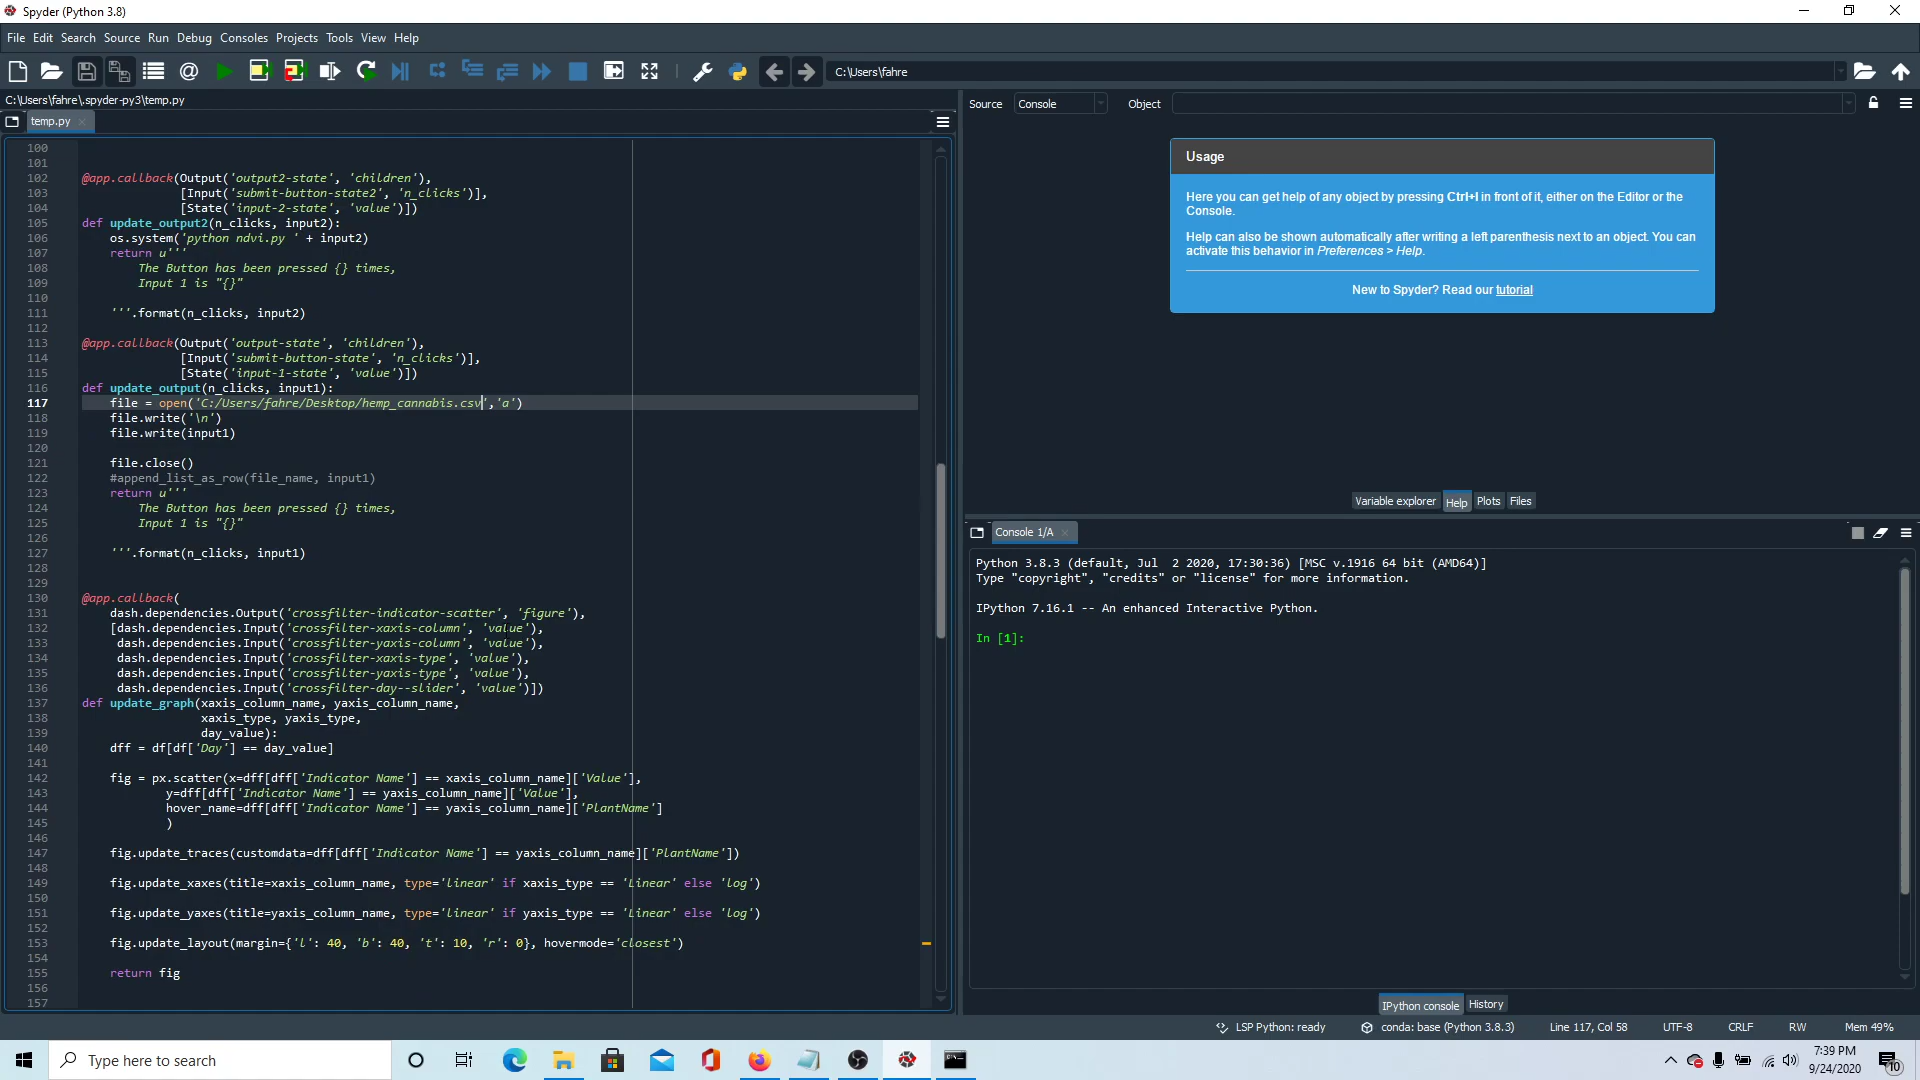 Spyder (Python 3.8)
File Edit Search Source Run Debug Consoles Projects Tools View Help
C:\Users\fahre
C:\Users\fahre\.spyder-py3\temp.py
temp.py
100
101
102 @app.callback(Output('output2-state', 'children'),
103 [Input('submit-button-state2', 'n_clicks')],
104 [State('input-2-state', 'value')])
105 def update_output2(n_clicks, input2):
106 os.system('python ndvi.py ' + input2)
107 return u'''
108 The Button has been pressed {} times,
109 Input 1 is "{}"
110
111 '''.format(n_clicks, input2)
112
113 @app.callback(Output('output-state', 'children'),
114 [Input('submit-button-state', 'n_clicks')],
115 [State('input-1-state', 'value')])
116 def update_output(n_clicks, input1):
117 file = open('C:/Users/fahre/Desktop/hemp_cannabis.csv','a')
118 file.write('\n')
119 file.write(input1)
120
121 file.close()
122 #append_list_as_row(file_name, input1)
123 return u'''
124 The Button has been pressed {} times,
125 Input 1 is "{}"
126
127 '''.format(n_clicks, input1)
128
129
130 @app.callback(
131 dash.dependencies.Output('crossfilter-indicator-scatter', 'figure'),
132 [dash.dependencies.Input('crossfilter-xaxis-column', 'value'),
133 dash.dependencies.Input('crossfilter-yaxis-column', 'value'),
134 dash.dependencies.Input('crossfilter-xaxis-type', 'value'),
135 dash.dependencies.Input('crossfilter-yaxis-type', 'value'),
136 dash.dependencies.Input('crossfilter-day--slider', 'value')])
137 def update_graph(xaxis_column_name, yaxis_column_name,
138 xaxis_type, yaxis_type,
139 day_value):
140 dff = df[df['Day'] == day_value]
141
142 fig = px.scatter(x=dff[dff['Indicator Name'] == xaxis_column_name]['Value'],
143 y=dff[dff['Indicator Name'] == yaxis_column_name]['Value'],
144 hover_name=dff[dff['Indicator Name'] == yaxis_column_name]['PlantName']
145 )
146
147 fig.update_traces(customdata=dff[dff['Indicator Name'] == yaxis_column_name]['PlantName'])
148
149 fig.update_xaxes(title=xaxis_column_name, type='linear' if xaxis_type == 'Linear' else 'log')
150
151 fig.update_yaxes(title=yaxis_column_name, type='linear' if yaxis_type == 'Linear' else 'log')
152
153 fig.update_layout(margin={'l': 40, 'b': 40, 't': 10, 'r': 0}, hovermode='closest')
154
155 return fig
156
157
Source Console Object
Usage
Here you can get help of any object by pressing Ctrl+I in front of it, either on the Editor or the
Console.
Help can also be shown automatically after writing a left parenthesis next to an object. You can
activate this behavior in Preferences > Help.
New to Spyder? Read our tutorial
Variable explorer Help Plots Files
Console 1/A
Python 3.8.3 (default, Jul  2 2020, 17:30:36) [MSC v.1916 64 bit (AMD64)]
Type "copyright", "credits" or "license" for more information.
IPython 7.16.1 -- An enhanced Interactive Python.
In [1]:
IPython console History
LSP Python: ready conda: base (Python 3.8.3) Line 117, Col 58 UTF-8 CRLF RW Mem 49%
Type here to search
7:39 PM
9/24/2020
10